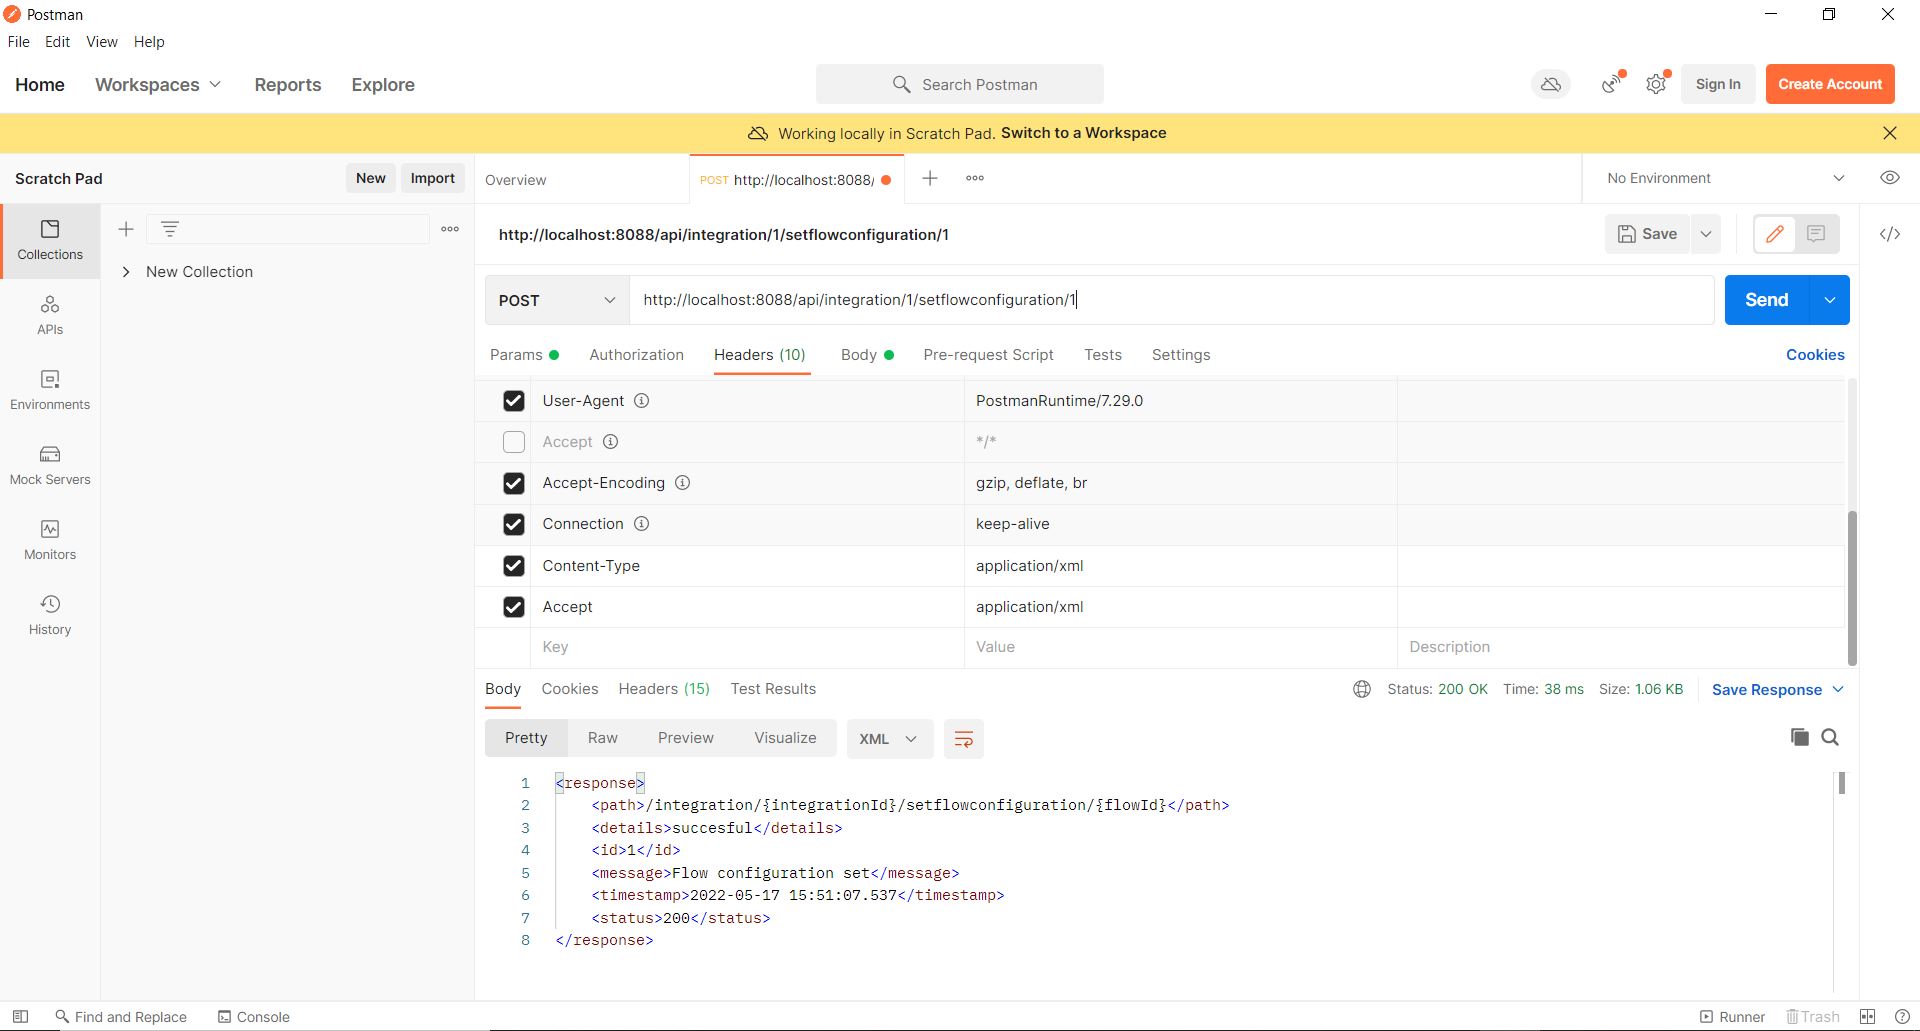 Postman
File Edit View Help
Home Workspaces Reports Explore Search Postman Sign In Create Account
Working locally in Scratch Pad. Switch to a Workspace
Scratch Pad New Import Overview POST http://localhost:8088/ No Environment
Collections
APIs
Environments
Mock Servers
Monitors
History
New Collection
http://localhost:8088/api/integration/1/setflowconfiguration/1 Save
POST http://localhost:8088/api/integration/1/setflowconfiguration/1 Send
Params Authorization Headers (10) Body Pre-request Script Tests Settings Cookies
User-Agent PostmanRuntime/7.29.0
Accept */*
Accept-Encoding gzip, deflate, br
Connection keep-alive
Content-Type application/xml
Accept application/xml
Key Value Description
Body Cookies Headers (15) Test Results Status: 200 OK Time: 38 ms Size: 1.06 KB Save Response
Pretty Raw Preview Visualize XML
1 <response>
2 <path>/integration/{integrationId}/setflowconfiguration/{flowId}</path>
3 <details>succesful</details>
4 <id>1</id>
5 <message>Flow configuration set</message>
6 <timestamp>2022-05-17 15:51:07.537</timestamp>
7 <status>200</status>
8 </response>
Find and Replace Console Runner Trash